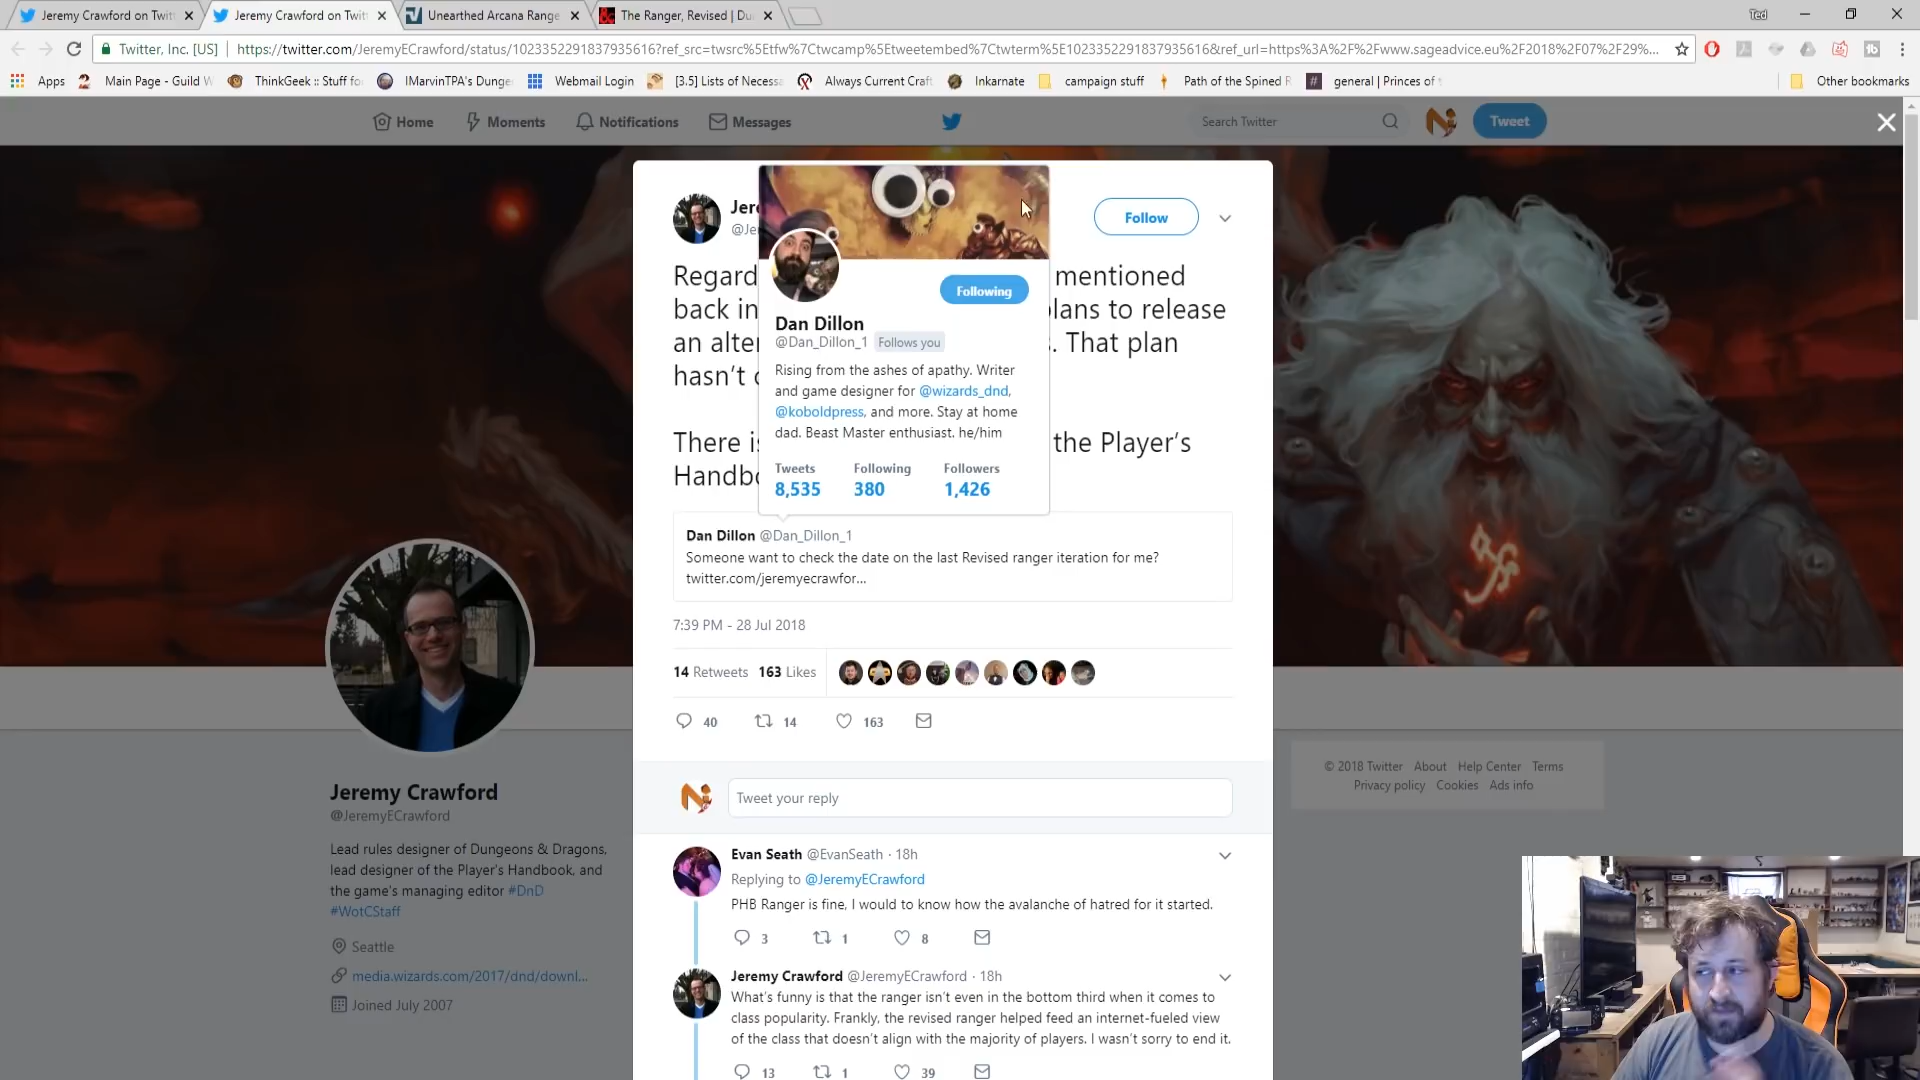 Jeremy Crawford on Twitt
Jeremy Crawford on Twitt
Unearthed Arcana Range
The Ranger, Revised | Du
Ted
Twitter, Inc. [US]
https://twitter.com/JeremyECrawford/status/1023352291837935616?ref_src=twsrc%5Etfw%7Ctwcamp%5Etweetembed%7Ctwterm%5E1023352291837935616&ref_url=https%3A%2F%2Fwww.sageadvice.eu%2F2018%2F07%2F29%...
Apps
Main Page - Guild W
ThinkGeek :: Stuff fo
IMarvinTPA's Dunge
Webmail Login
[3.5] Lists of Necessa
Always Current Craft
Inkarnate
campaign stuff
Path of the Spined R
general | Princes of
Other bookmarks
Home
Moments
Notifications
Messages
Search Twitter
Tweet
Jere
@Jer
Follow
Regard
mentioned
back in
lans to release
an alter
. That plan
hasn't
There is
the Player's
Handbo
Following
Dan Dillon
@Dan_Dillon_1 Follows you
Rising from the ashes of apathy. Writer
and game designer for @wizards_dnd,
@koboldpress, and more. Stay at home
dad. Beast Master enthusiast. he/him
Tweets Following Followers
8,535 380 1,426
Dan Dillon @Dan_Dillon_1
Someone want to check the date on the last Revised ranger iteration for me?
twitter.com/jeremyecrawfor...
7:39 PM - 28 Jul 2018
14 Retweets 163 Likes
40 14 163
Tweet your reply
Evan Seath @EvanSeath · 18h
Replying to @JeremyECrawford
PHB Ranger is fine, I would to know how the avalanche of hatred for it started.
3 1 8
Jeremy Crawford @JeremyECrawford · 18h
What's funny is that the ranger isn't even in the bottom third when it comes to
class popularity. Frankly, the revised ranger helped feed an internet-fueled view
of the class that doesn't align with the majority of players. I wasn't sorry to end it.
13 1 39
Jeremy Crawford
@JeremyECrawford
Lead rules designer of Dungeons & Dragons,
lead designer of the Player's Handbook, and
the game's managing editor #DnD
#WotCStaff
Seattle
media.wizards.com/2017/dnd/downl...
Joined July 2007
© 2018 Twitter About Help Center Terms
Privacy policy Cookies Ads info